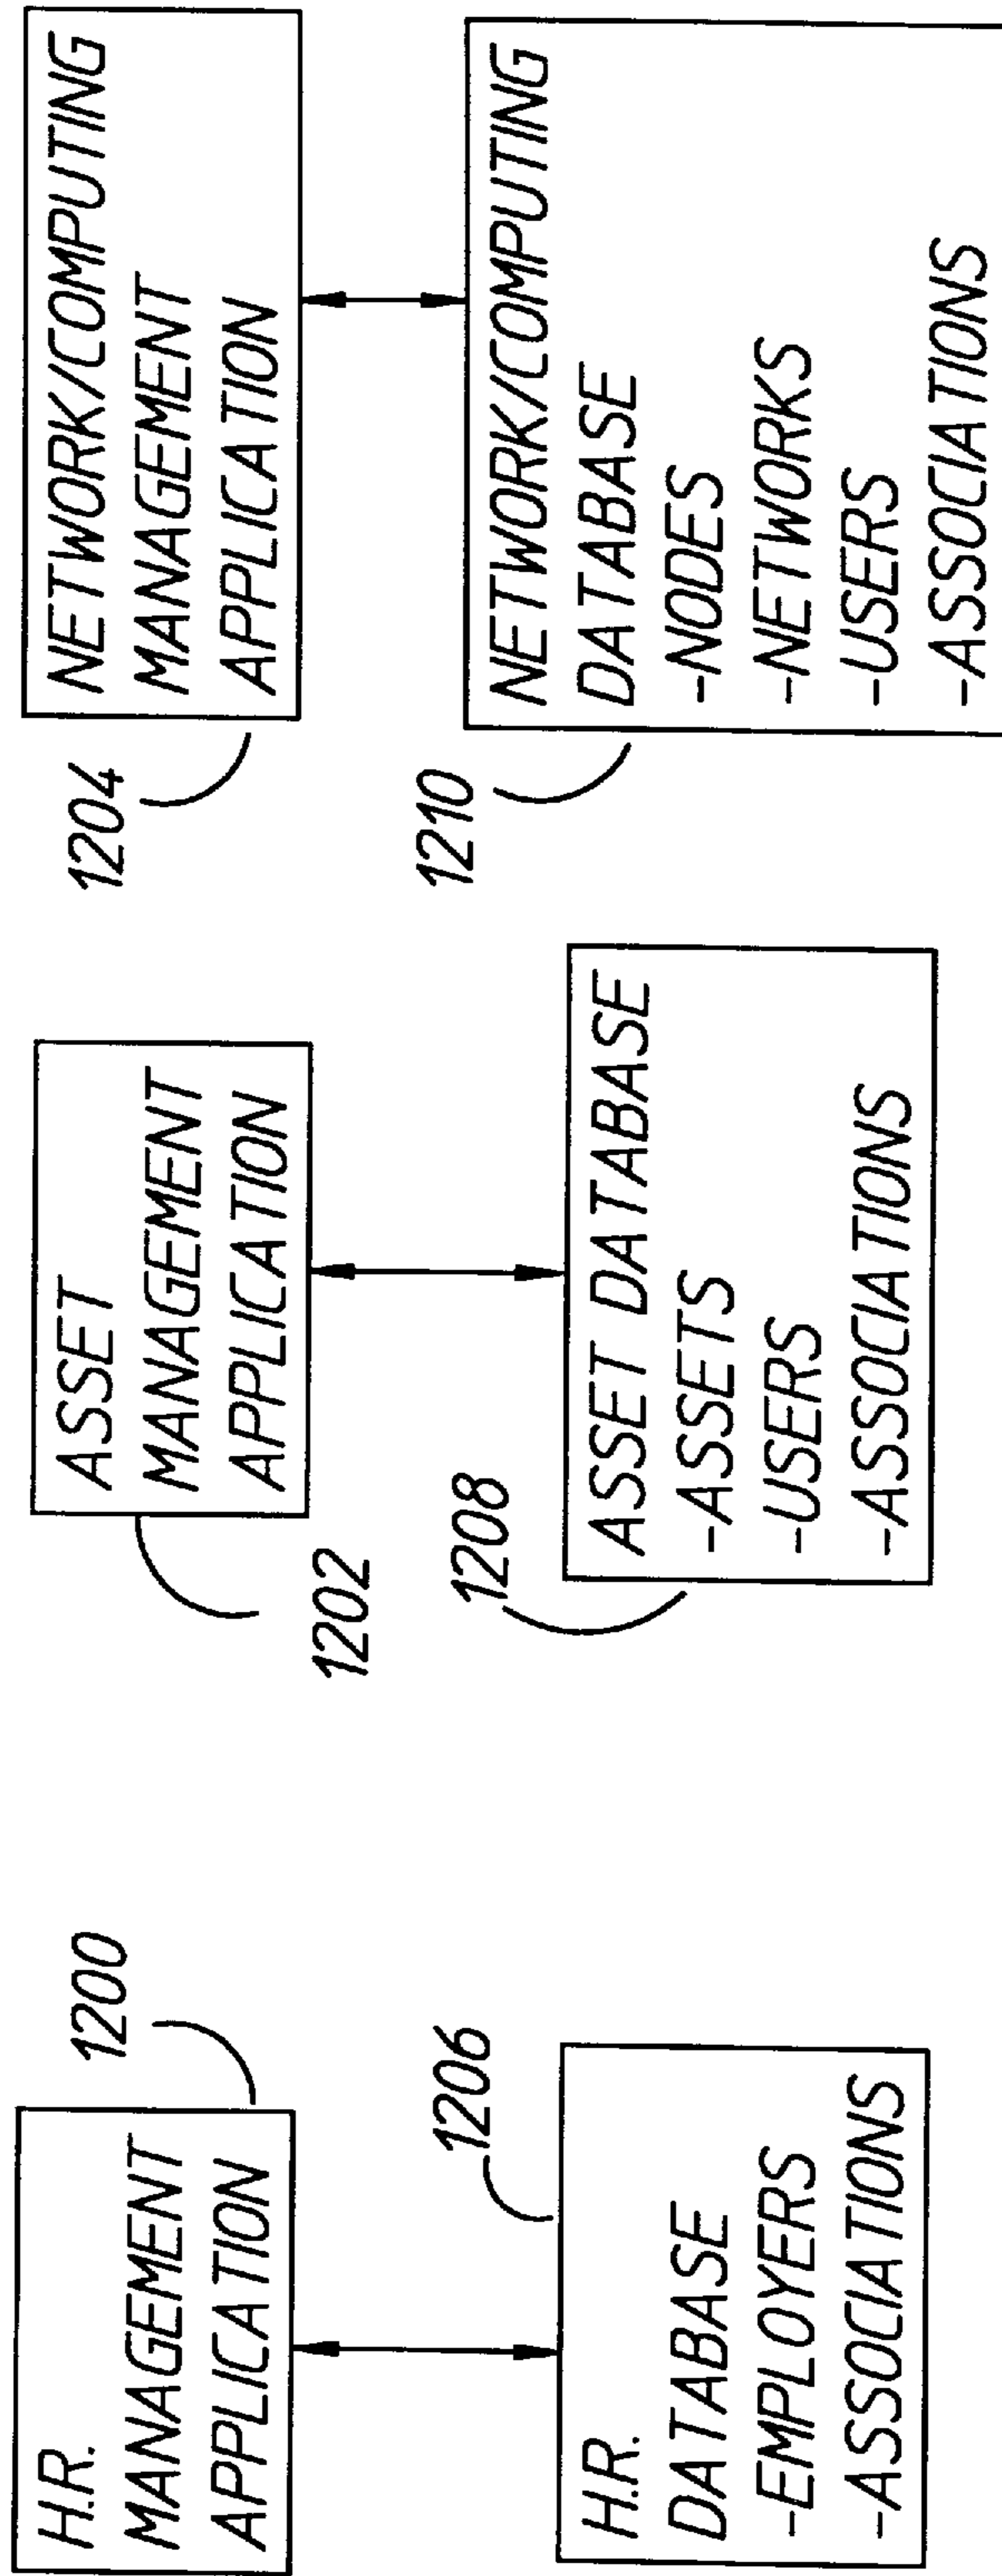 H.R.
MANAGEMENT
APPLICATION
1200
H.R.
DATABASE
-EMPLOYERS
-ASSOCIATIONS
1206
ASSET
MANAGEMENT
APPLICATION
1202
ASSET DATABASE
-ASSETS
-USERS
-ASSOCIATIONS
1208
NETWORK/COMPUTING
MANAGEMENT
APPLICATION
1204
NETWORK/COMPUTING
DATABASE
-NODES
-NETWORKS
-USERS
-ASSOCIATIONS
1210